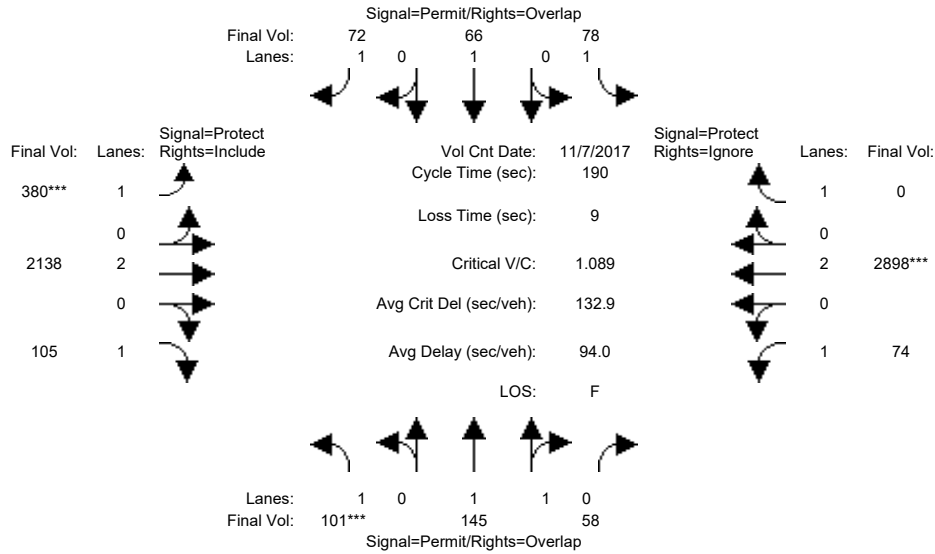 Signal=Permit/Rights=Overlap
Final Vol: 72 66 78
Lanes: 1 0 1 0 1
Signal=Protect
Final Vol: Lanes: Rights=Include
Vol Cnt Date: 11/7/2017
Signal=Protect
Rights=Ignore Lanes: Final Vol:
Cycle Time (sec): 190
380*** 1
1 0
Loss Time (sec): 9
0
0
2138 2
Critical V/C: 1.089
2 2898***
0
Avg Crit Del (sec/veh): 132.9
0
105 1
Avg Delay (sec/veh): 94.0
1 74
LOS: F
Lanes: 1 0 1 1 0
Final Vol: 101*** 145 58
Signal=Permit/Rights=Overlap